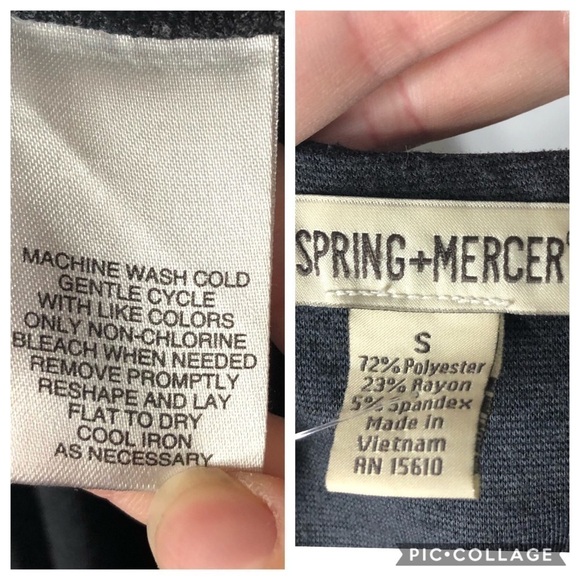 MACHINE WASH COLD
GENTLE CYCLE
WITH LIKE COLORS
ONLY NON-CHLORINE
BLEACH WHEN NEEDED
REMOVE PROMPTLY
RESHAPE AND LAY
FLAT TO DRY
COOL IRON
AS NECESSARY
SPRING+MERCER
S
72% Polyester
23% Rayon
5% Spandex
Made in
Vietnam
RN 15610
PIC•COLLAGE